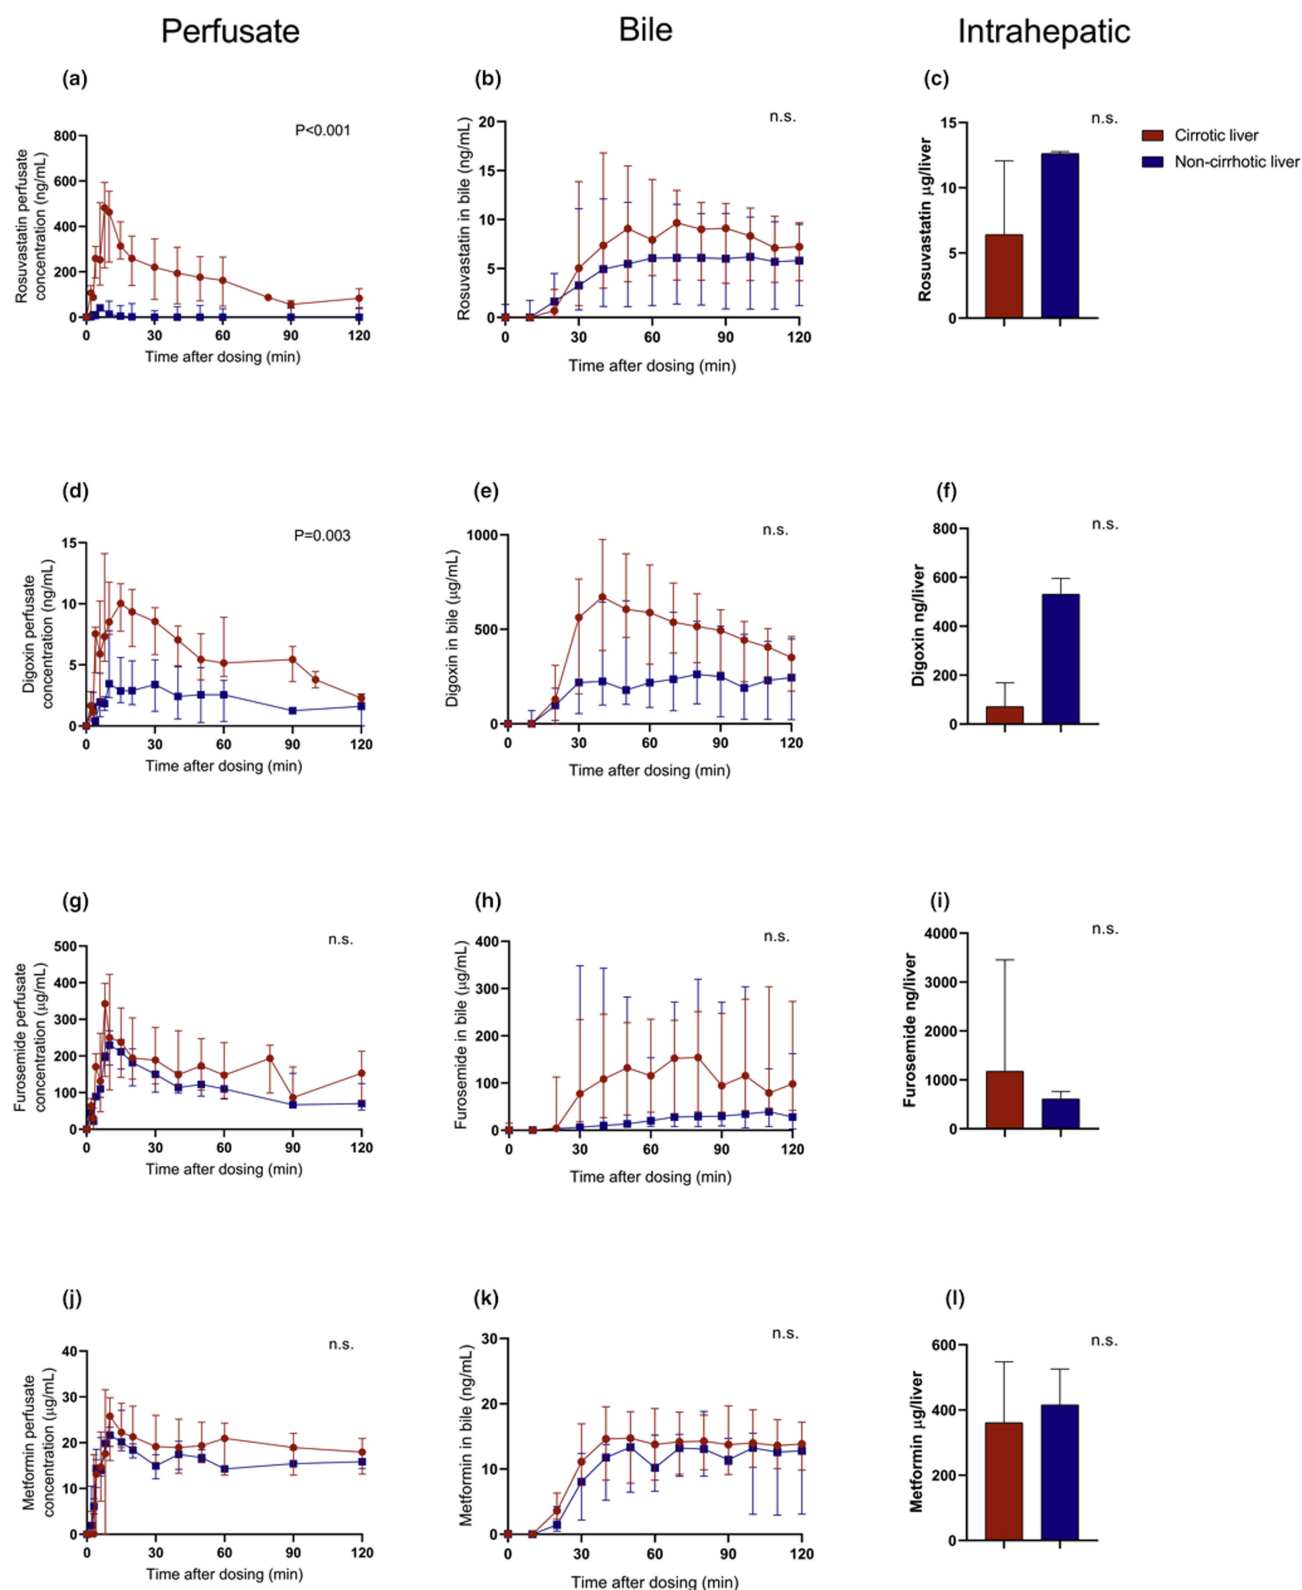 Perfusate
Bile
Intrahepatic
(a)
Rosuvastatin perfusate
concentration (ng/mL)
800
600
400
200
0
P<0.001
0
30
60
90
120
Time after dosing (min)
(b)
Rosuvastatin in bile (ng/mL)
20
15
10
5
0
n.s.
0
30
60
90
120
Time after dosing (min)
(c)
Rosuvastatin µg/liver
15
10
5
0
n.s.
Cirrotic liver
Non-cirrhotic liver
(d)
Digoxin perfusate
concentration (ng/mL)
15
10
5
0
P=0.003
0
30
60
90
120
Time after dosing (min)
(e)
Digoxin in bile (µg/mL)
1000
500
0
n.s.
0
30
60
90
120
Time after dosing (min)
(f)
Digoxin ng/liver
800
600
400
200
0
n.s.
(g)
Furosemide perfusate
concentration (µg/mL)
500
400
300
200
100
0
n.s.
0
30
60
90
120
Time after dosing (min)
(h)
Furosemide in bile (µg/mL)
400
300
200
100
0
n.s.
0
30
60
90
120
Time after dosing (min)
(i)
Furosemide ng/liver
4000
3000
2000
1000
0
n.s.
(j)
Metformin perfusate
concentration (µg/mL)
40
30
20
10
0
n.s.
0
30
60
90
120
Time after dosing (min)
(k)
Metformin in bile (ng/mL)
30
20
10
0
n.s.
0
30
60
90
120
Time after dosing (min)
(l)
Metformin µg/liver
600
400
200
0
n.s.